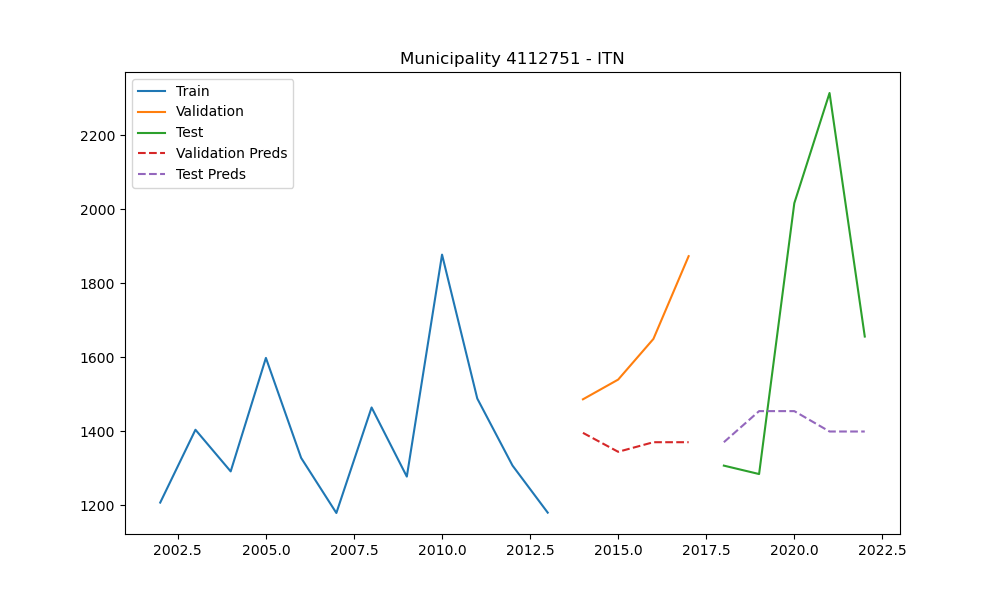 Municipality 4112751 - ITN
Train
Validation
Test
Validation Preds
Test Preds
2200
2000
1800
1600
1400
1200
2002.5 2005.0 2007.5 2010.0 2012.5 2015.0 2017.5 2020.0 2022.5